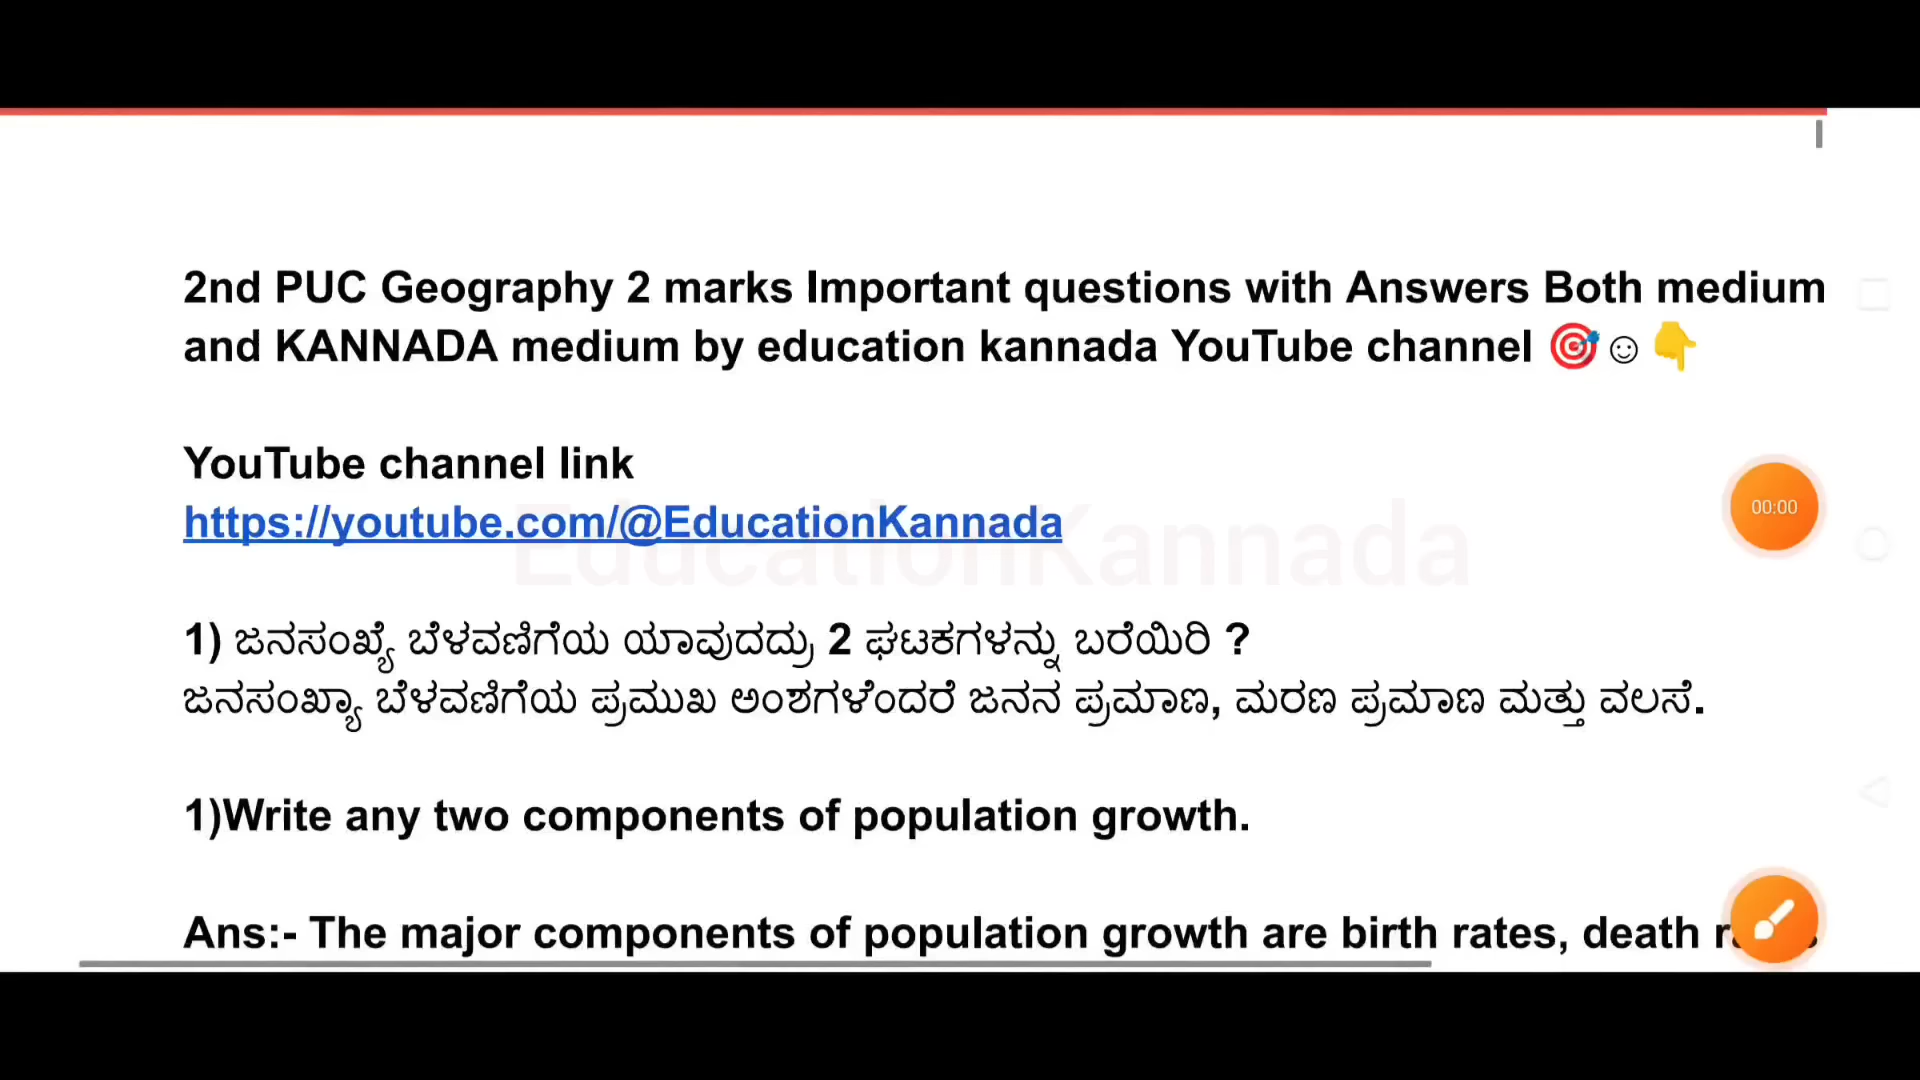 2nd PUC Geography 2 marks Important questions with Answers Both medium
and KANNADA medium by education kannada YouTube channel 🎯☺👇
YouTube channel link
https://youtube.com/@EducationKannada
EducationKannada
00:00
1) ಜನಸಂಖ್ಯೆ ಬೆಳವಣಿಗೆಯ ಯಾವುದದ್ರು 2 ಘಟಕಗಳನ್ನು ಬರೆಯಿರಿ ?
ಜನಸಂಖ್ಯಾ ಬೆಳವಣಿಗೆಯ ಪ್ರಮುಖ ಅಂಶಗಳೆಂದರೆ ಜನನ ಪ್ರಮಾಣ, ಮರಣ ಪ್ರಮಾಣ ಮತ್ತು ವಲಸೆ.
1)Write any two components of population growth.
Ans:- The major components of population growth are birth rates, death